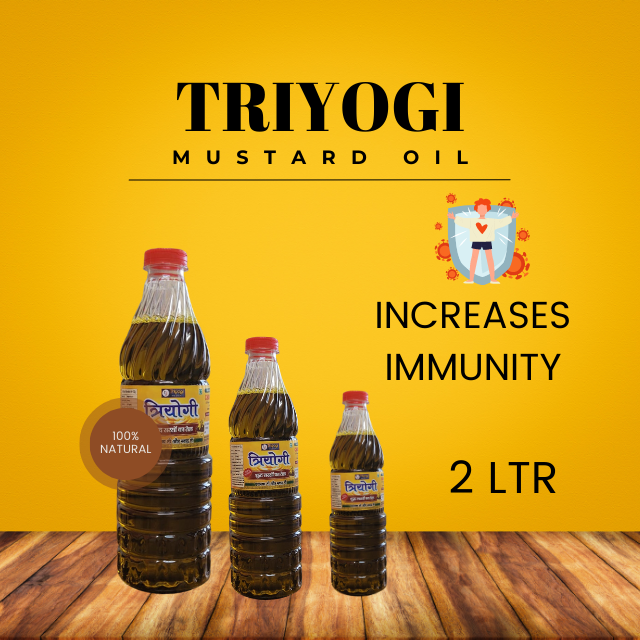 TRIYOGI
MUSTARD OIL
INCREASES
IMMUNITY
त्रियोगी
100%
NATURAL
त्रियोगी
त्रियोगी
2 LTR